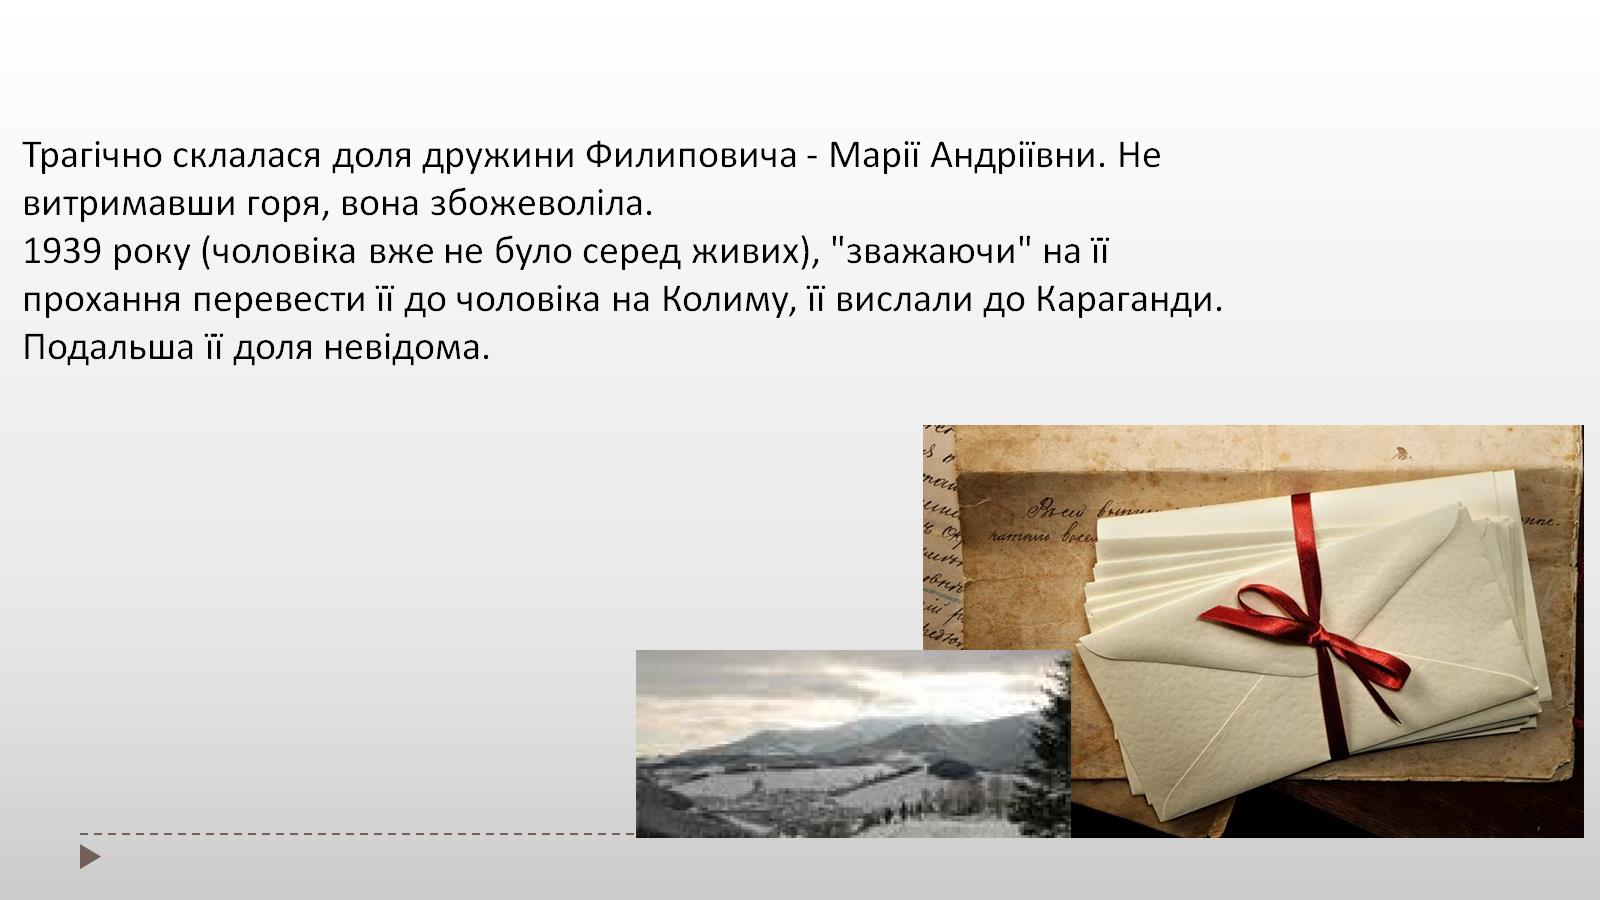 Трагічно склалася доля дружини Филиповича - Марії Андріївни. Не
витримавши горя, вона збожеволіла.
1939 року (чоловіка вже не було серед живих), "зважаючи" на її
прохання перевести її до чоловіка на Колиму, її вислали до Караганди.
Подальша її доля невідома.